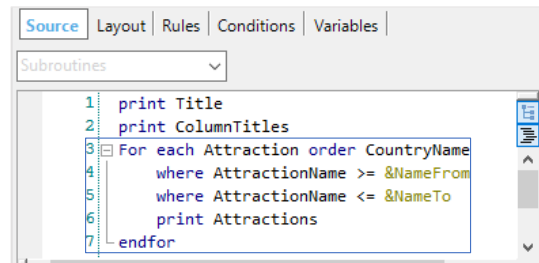 Source Layout Rules Conditions Variables
Subroutines
1 print Title
2 print ColumnTitles
3 For each Attraction order CountryName
4 where AttractionName >= &NameFrom
5 where AttractionName <= &NameTo
6 print Attractions
7 endfor